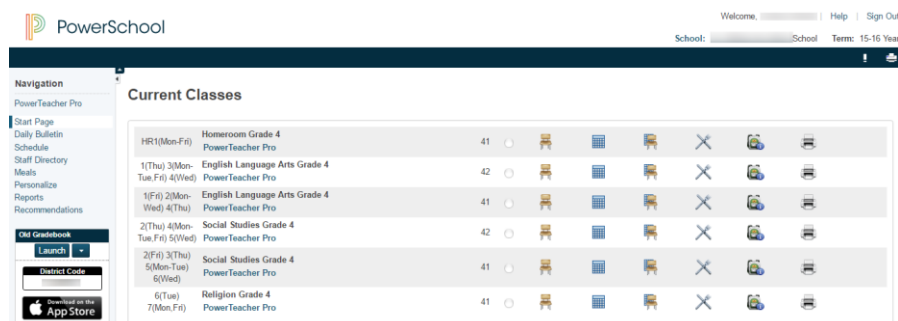 PowerSchool
Welcome, | Help | Sign Out
School: School Term: 15-16 Year
Navigation
PowerTeacher Pro
Start Page
Daily Bulletin
Schedule
Staff Directory
Meals
Personalize
Reports
Recommendations
Old Gradebook
Launch
District Code
Download on the
App Store
Current Classes
HR1(Mon-Fri) Homeroom Grade 4 41
PowerTeacher Pro
1(Thu) 3(Mon- English Language Arts Grade 4 42
Tue,Fri) 4(Wed) PowerTeacher Pro
1(Fri) 2(Mon- English Language Arts Grade 4 41
Wed) 4(Thu) PowerTeacher Pro
2(Thu) 4(Mon- Social Studies Grade 4 42
Tue,Fri) 5(Wed) PowerTeacher Pro
2(Fri) 3(Thu)
5(Mon-Tue) Social Studies Grade 4 41
6(Wed) PowerTeacher Pro
6(Tue) Religion Grade 4 41
7(Mon,Fri) PowerTeacher Pro